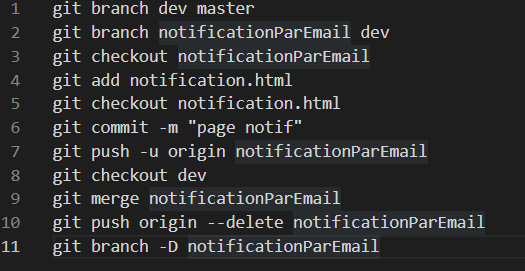 1 git branch dev master
2 git branch notificationParEmail dev
3 git checkout notificationParEmail
4 git add notification.html
5 git checkout notification.html
6 git commit -m "page notif"
7 git push -u origin notificationParEmail
8 git checkout dev
9 git merge notificationParEmail
10 git push origin --delete notificationParEmail
11 git branch -D notificationParEmail